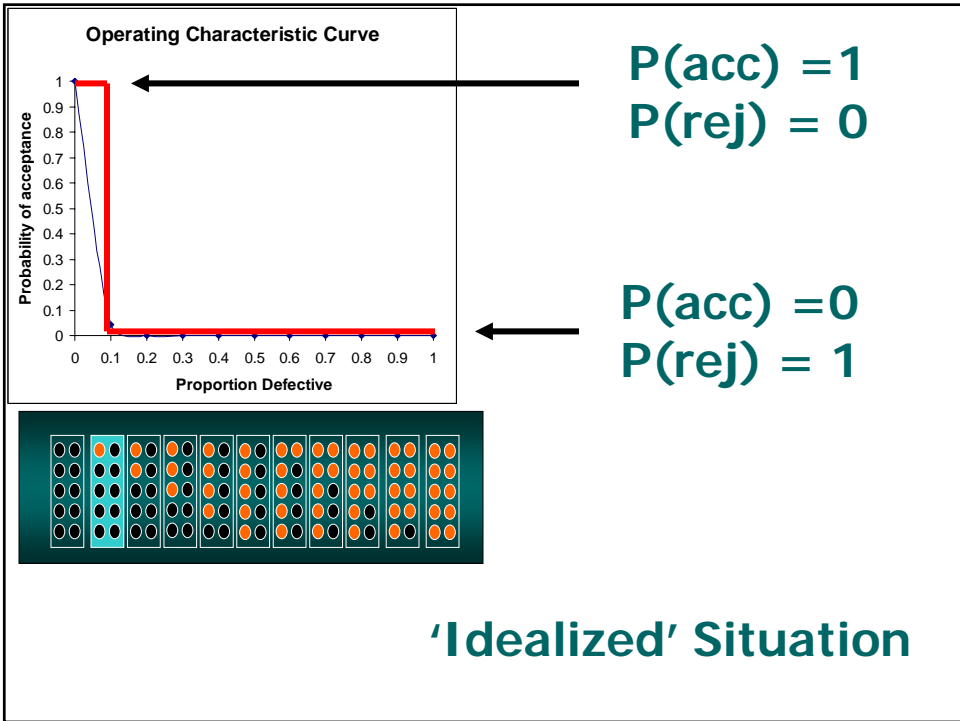 Operating Characteristic Curve
Probability of acceptance
1
0.9
0.8
0.7
0.6
0.5
0.4
0.3
0.2
0.1
0
0 0.1 0.2 0.3 0.4 0.5 0.6 0.7 0.8 0.9 1
Proportion Defective
P(acc) =1
P(rej) = 0
P(acc) =0
P(rej) = 1
‘Idealized’ Situation